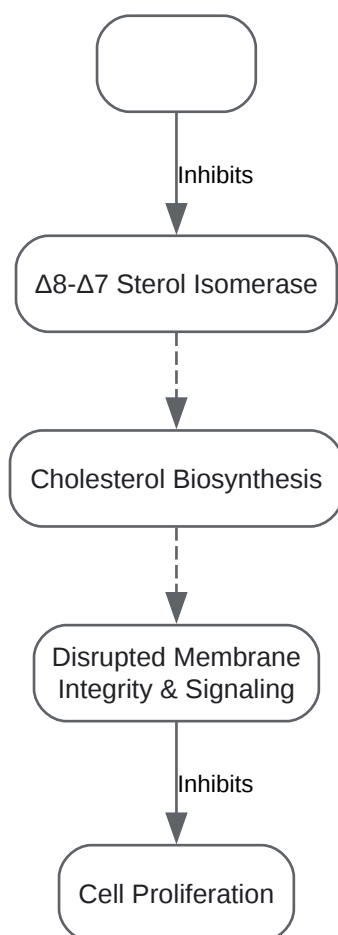 Inhibits
Δ8-Δ7 Sterol Isomerase
Cholesterol Biosynthesis
Disrupted Membrane
Integrity & Signaling
Inhibits
Cell Proliferation